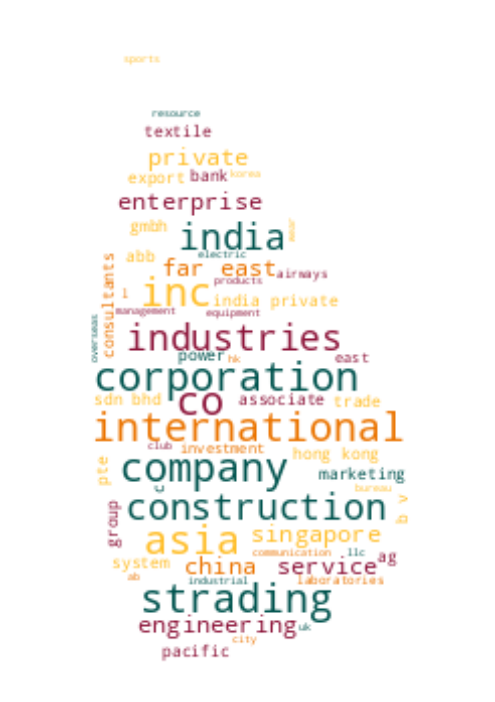 sports
resource
textile
private
export bank korea
enterprise
gmbh
india
electric
abb
far east airways
consultants
products
l inc india private
management equipment
overseas
industries
power hk east
corporation
sdn bhd co associate trade
international
club investment
hong kong
pte company marketing
c bureau
construction
group b v
asia singapore
communication llc
system china service ag
ab industrial laboratories
strading
engineering uk
city
pacific